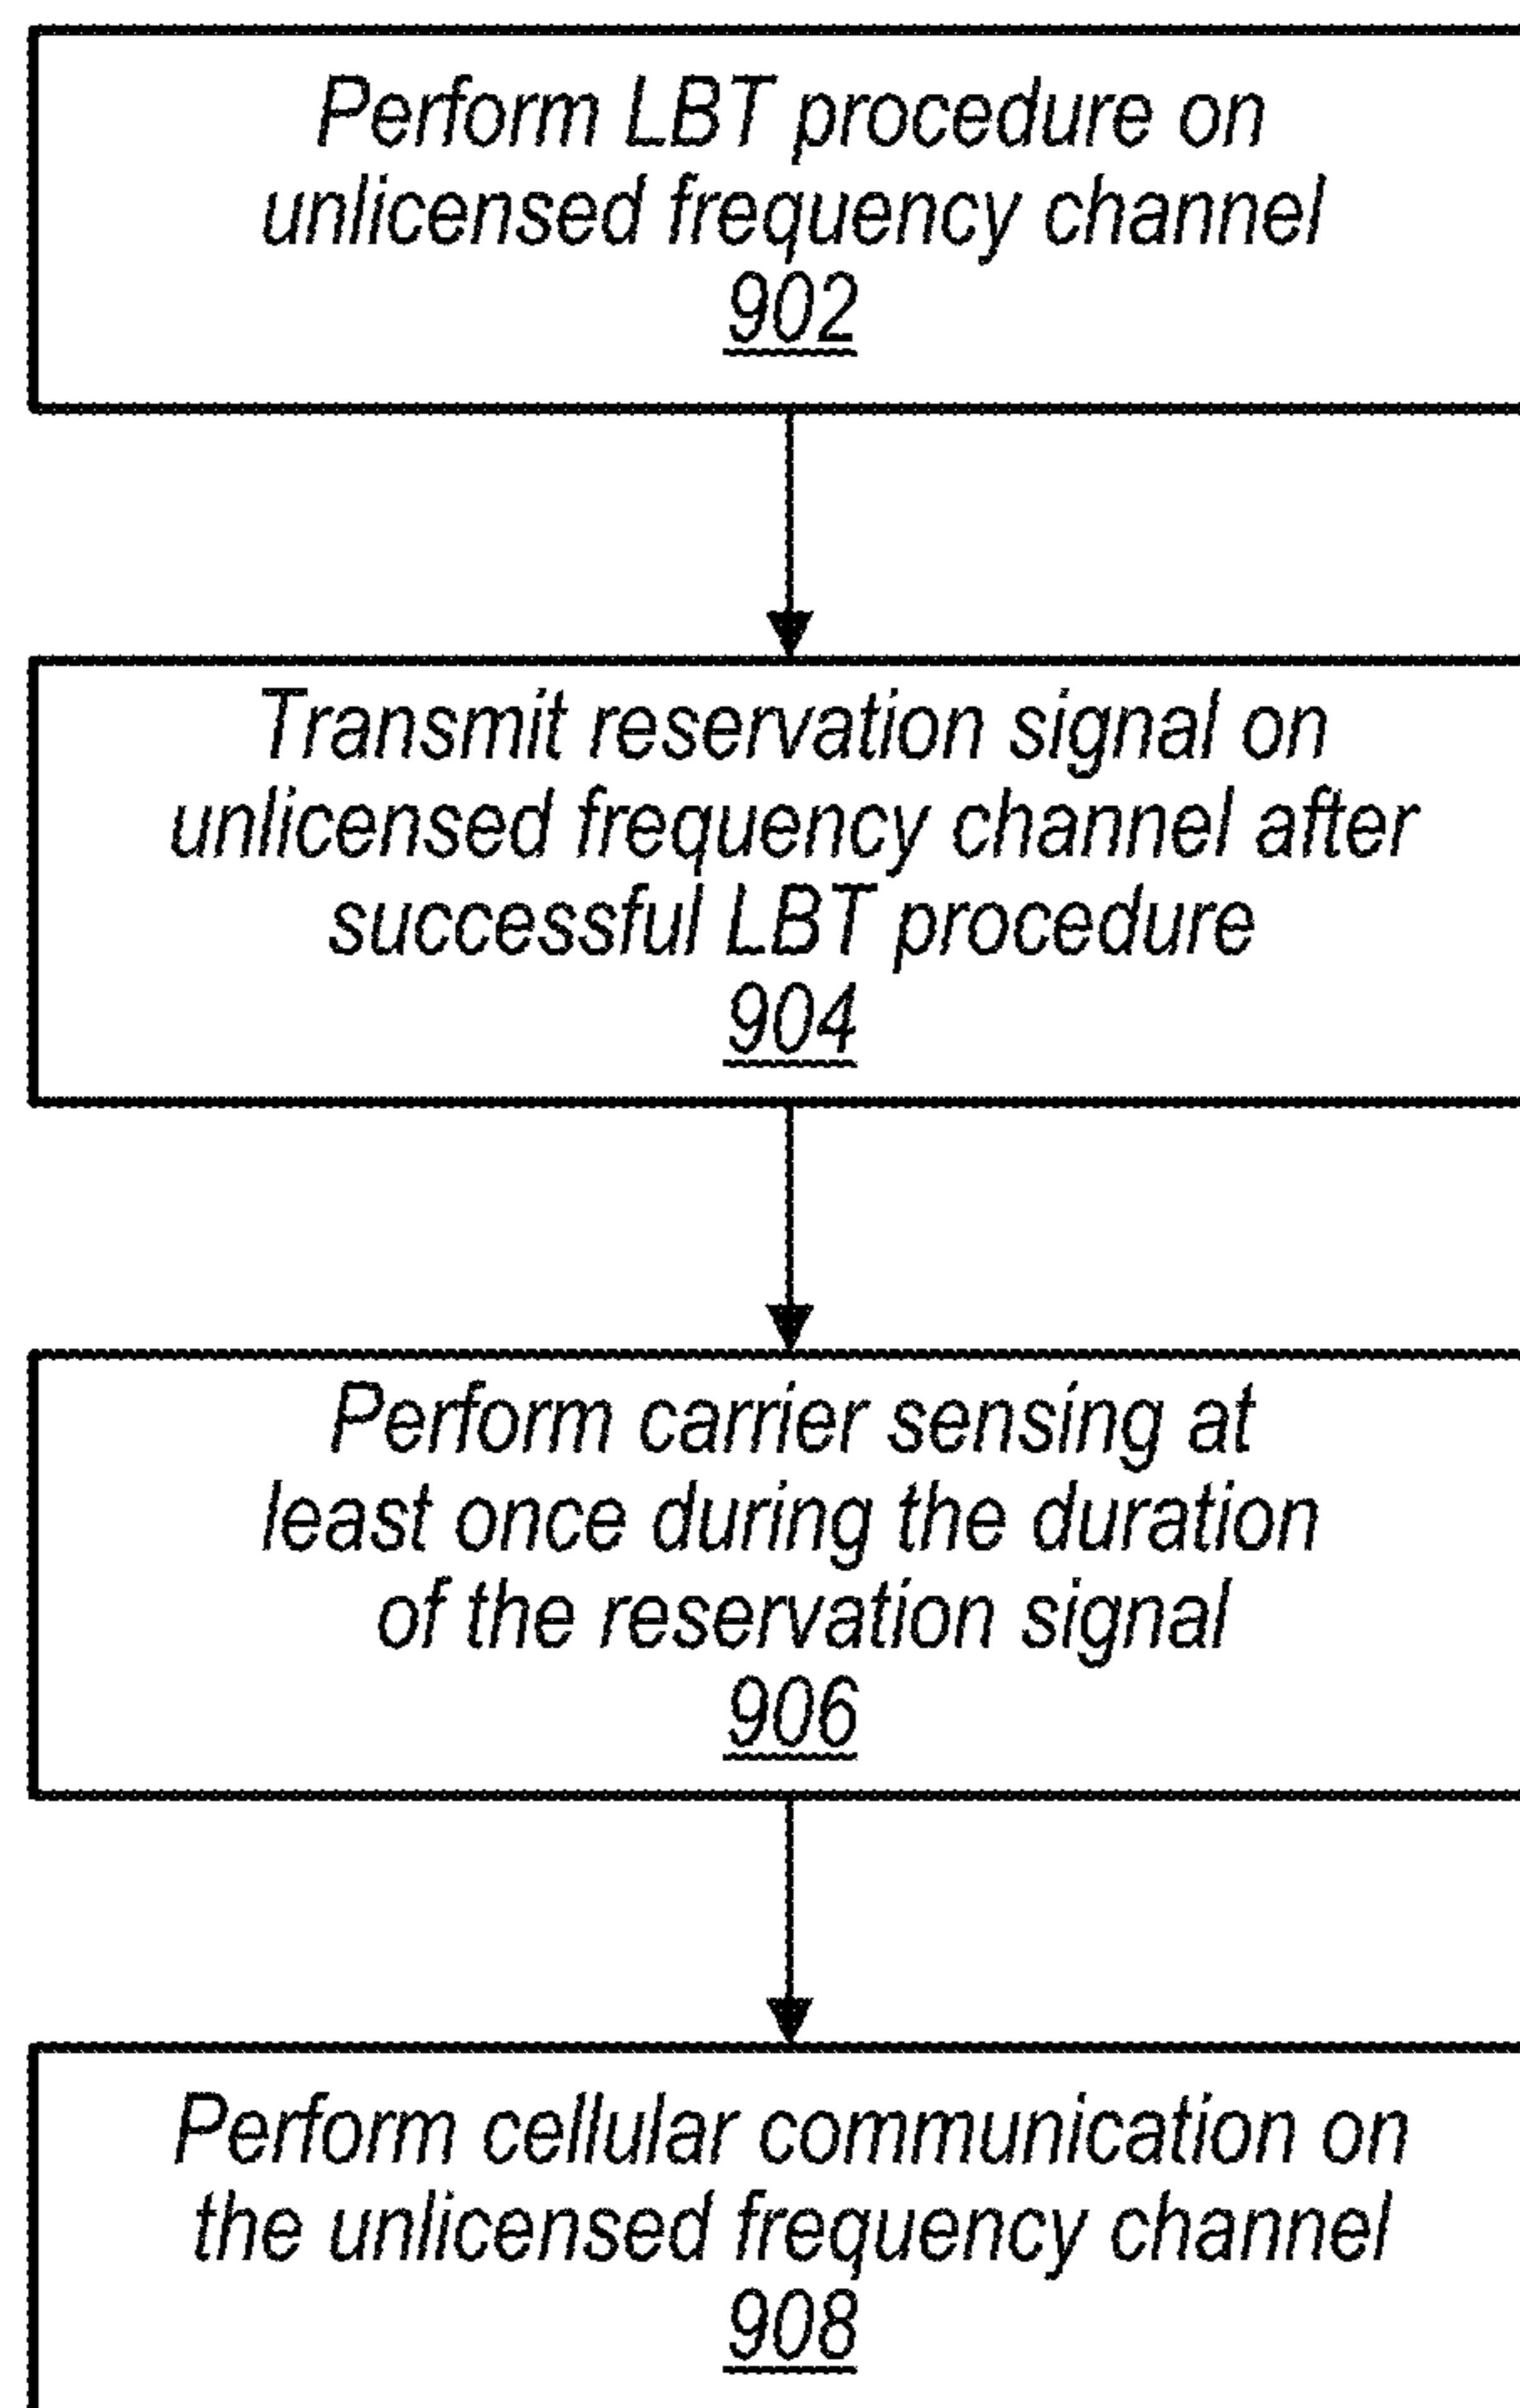 Perform LBT procedure on
unlicensed frequency channel
902
Transmit reservation signal on
unlicensed frequency channel after
successful LBT procedure
904
Perform carrier sensing at
least once during the duration
of the reservation signal
906
Perform cellular communication on
the unlicensed frequency channel
908